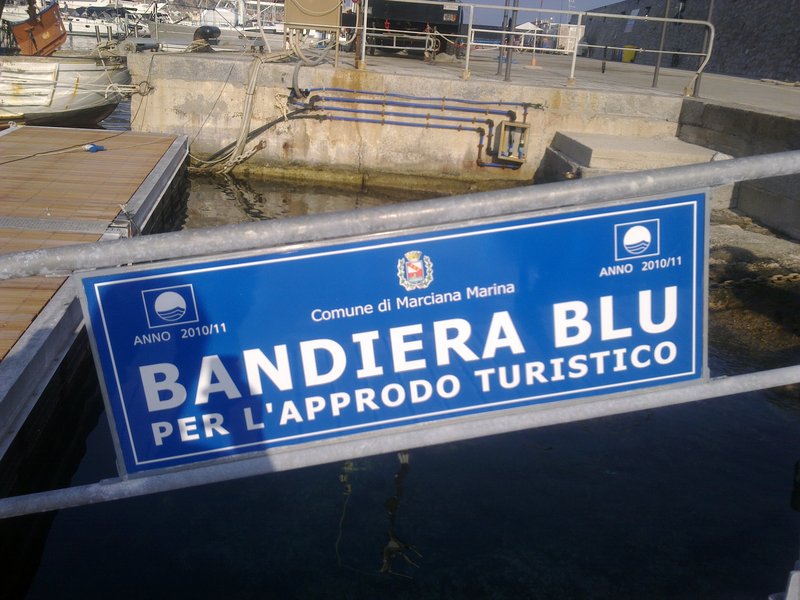 ANNO 2010/11
Comune di Marciana Marina
ANNO 2010/11
BANDIERA BLU
PER L'APPRODO TURISTICO